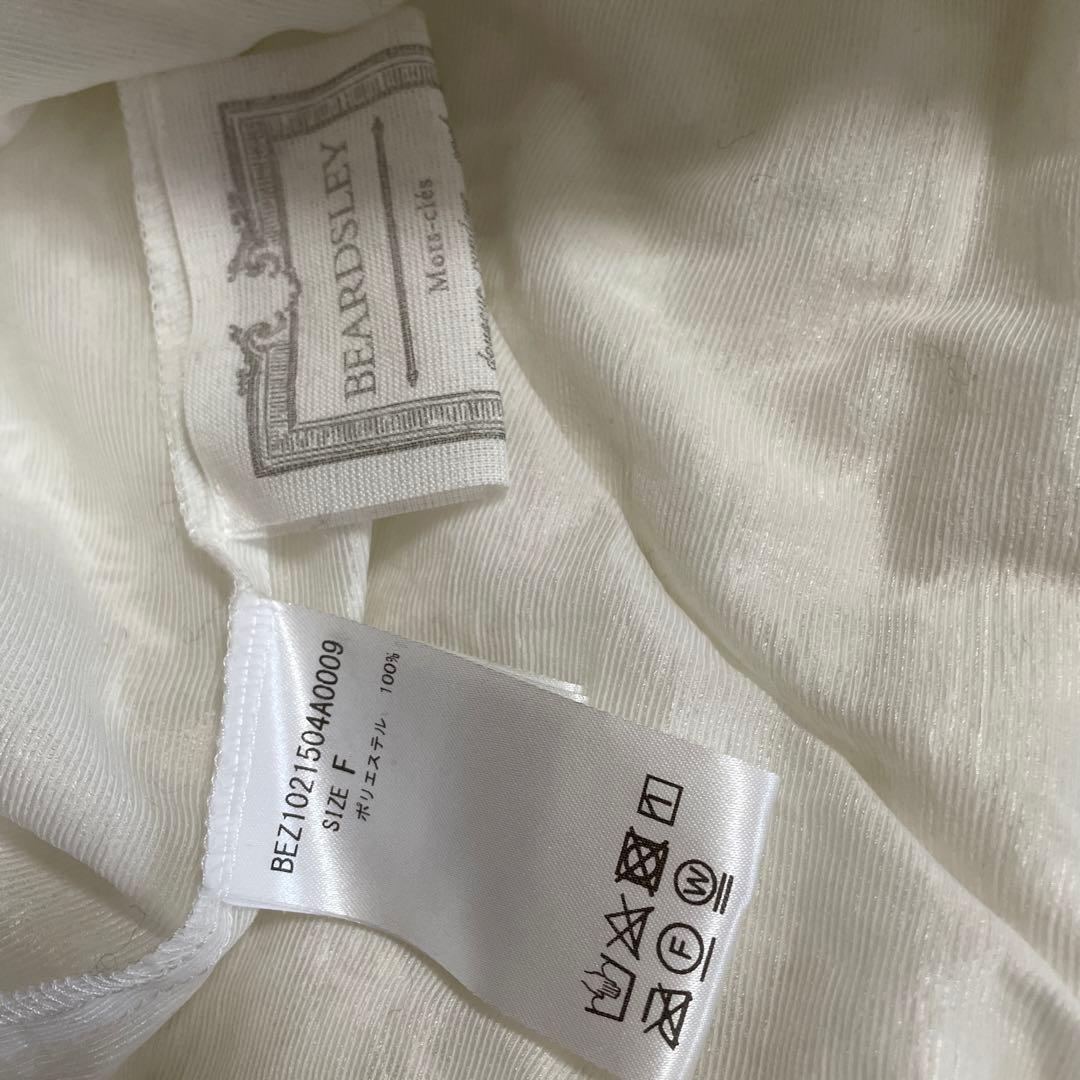 BEARDSLEY
Mots-clés
BEZ1021504A0009
SIZE F
ポリエステル 100%
W
F